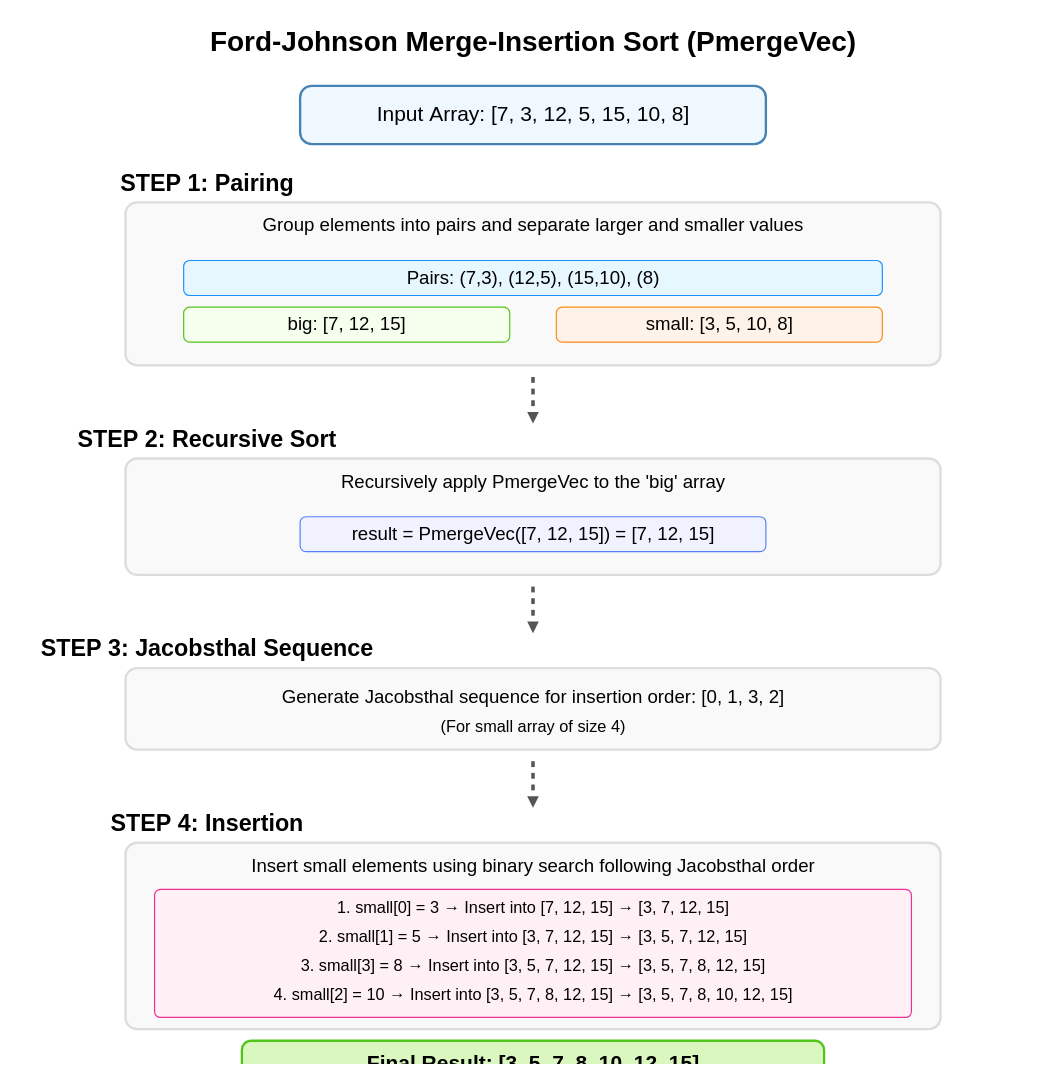 Ford-Johnson Merge-Insertion Sort (PmergeVec)
Input Array: [7, 3, 12, 5, 15, 10, 8]
STEP 1: Pairing
Group elements into pairs and separate larger and smaller values
Pairs: (7,3), (12,5), (15,10), (8)
big: [7, 12, 15]
small: [3, 5, 10, 8]
STEP 2: Recursive Sort
Recursively apply PmergeVec to the 'big' array
result = PmergeVec([7, 12, 15]) = [7, 12, 15]
STEP 3: Jacobsthal Sequence
Generate Jacobsthal sequence for insertion order: [0, 1, 3, 2]
(For small array of size 4)
STEP 4: Insertion
Insert small elements using binary search following Jacobsthal order
1. small[0] = 3 → Insert into [7, 12, 15] → [3, 7, 12, 15]
2. small[1] = 5 → Insert into [3, 7, 12, 15] → [3, 5, 7, 12, 15]
3. small[3] = 8 → Insert into [3, 5, 7, 12, 15] → [3, 5, 7, 8, 12, 15]
4. small[2] = 10 → Insert into [3, 5, 7, 8, 12, 15] → [3, 5, 7, 8, 10, 12, 15]
Final Result: [3, 5, 7, 8, 10, 12, 15]